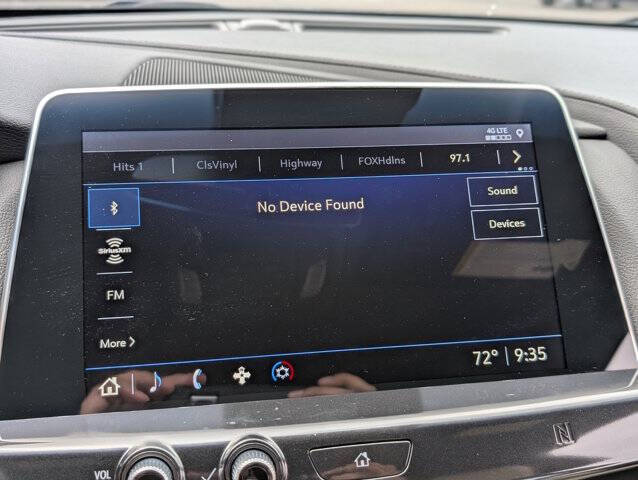 4G LTE
Hits 1 ClsVinyl Highway FOXHdlns 97.1
Sound
No Device Found
Devices
SiriusXM
FM
More
72° 9:35
VOL